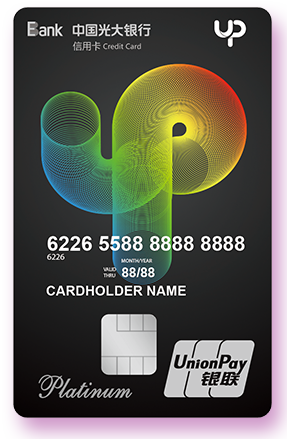 Bank 中国光大银行
信用卡 Credit Card
up
6226 5588 8888 8888
6226
MONTH/YEAR
VALID THRU 88/88
CARDHOLDER NAME
Platinum
UnionPay
银联